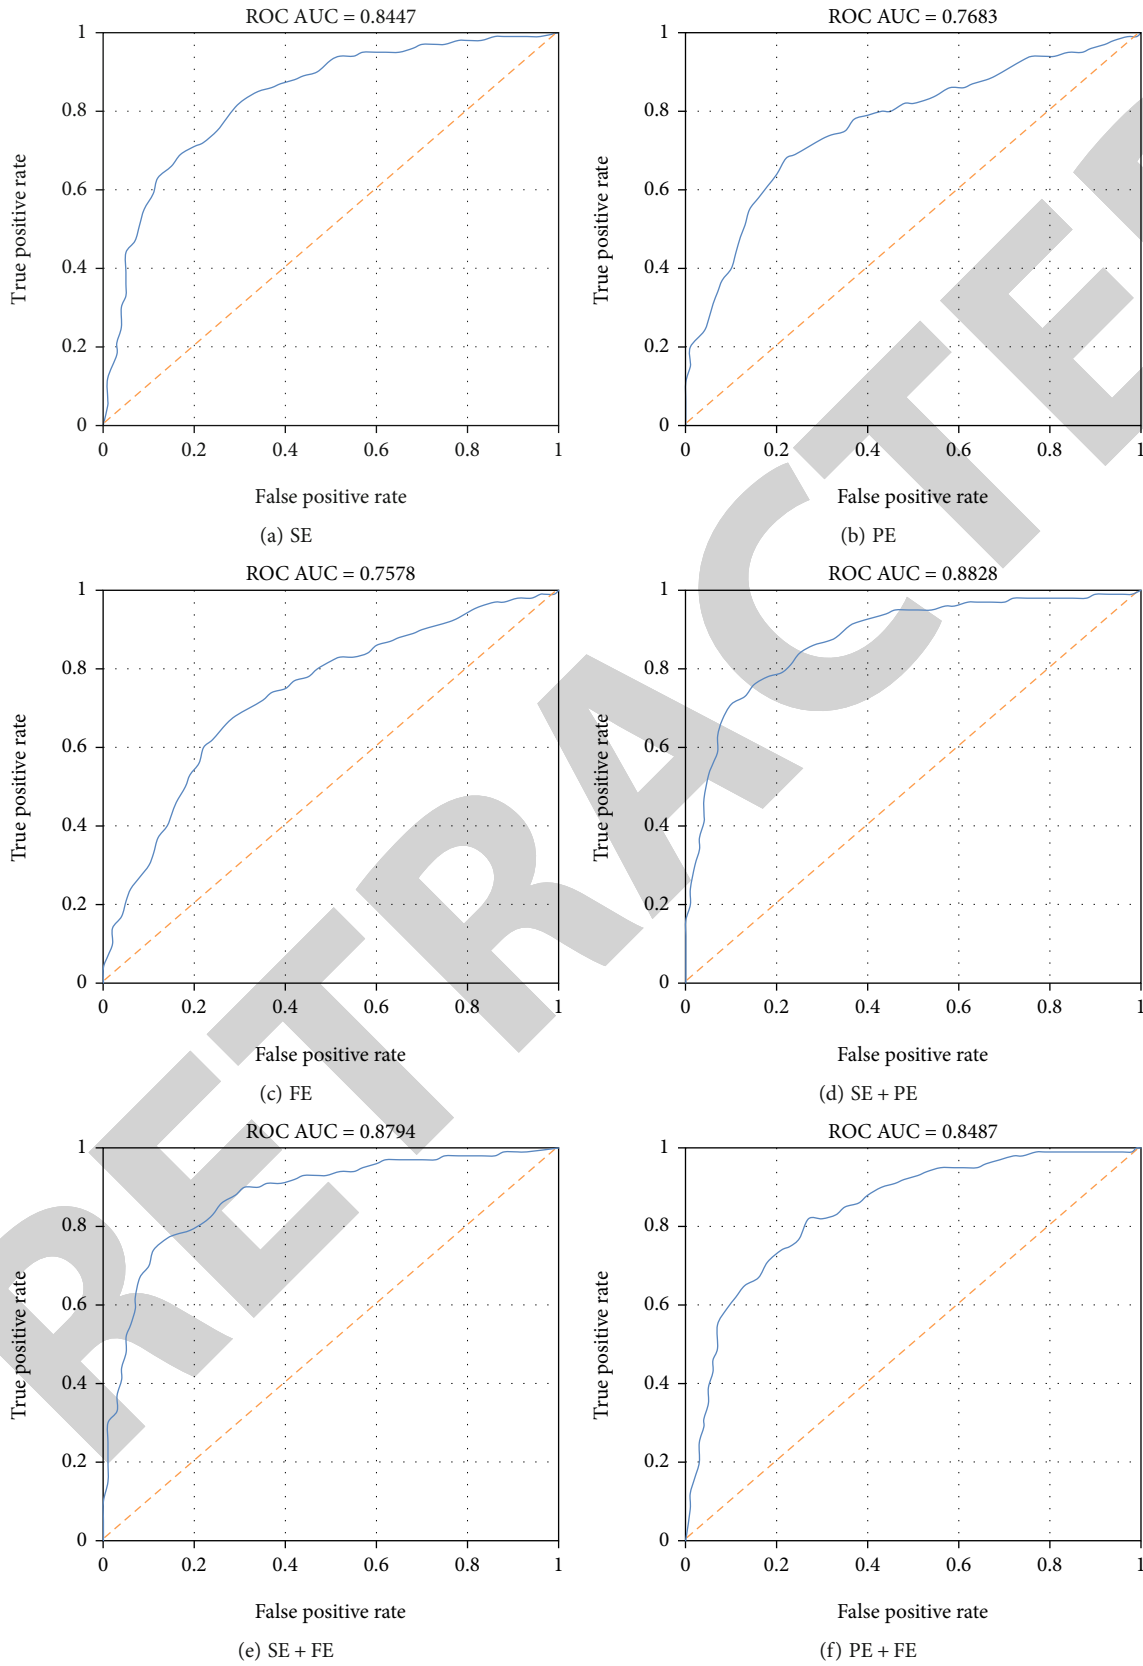 ROC AUC = 0.8447
1
0.8
0.6
0.4
0.2
0
True positive rate
0 0.2 0.4 0.6 0.8 1
False positive rate
(a) SE
ROC AUC = 0.7683
1
0.8
0.6
0.4
0.2
0
True positive rate
0 0.2 0.4 0.6 0.8 1
False positive rate
(b) PE
ROC AUC = 0.7578
1
0.8
0.6
0.4
0.2
0
True positive rate
0 0.2 0.4 0.6 0.8 1
False positive rate
(c) FE
ROC AUC = 0.8828
1
0.8
0.6
0.4
0.2
0
True positive rate
0 0.2 0.4 0.6 0.8 1
False positive rate
(d) SE + PE
ROC AUC = 0.8794
1
0.8
0.6
0.4
0.2
0
True positive rate
0 0.2 0.4 0.6 0.8 1
False positive rate
(e) SE + FE
ROC AUC = 0.8487
1
0.8
0.6
0.4
0.2
0
True positive rate
0 0.2 0.4 0.6 0.8 1
False positive rate
(f) PE + FE
RETRACTE